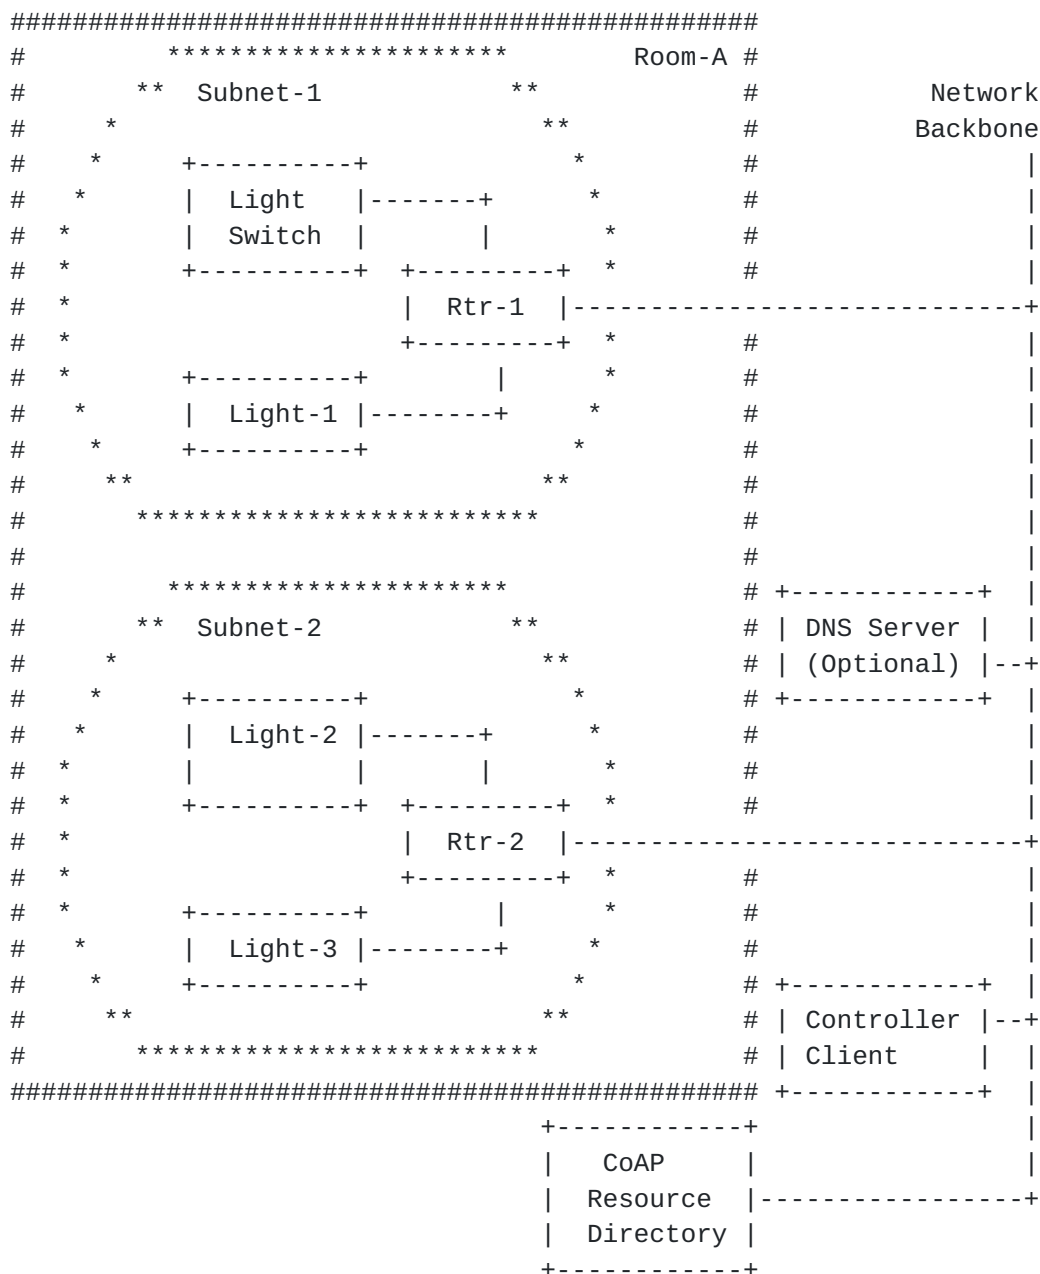 Room-A
Subnet-1
Network
Backbone
Light
Switch
Rtr-1
Light-1
Subnet-2
DNS Server
(Optional)
Light-2
Rtr-2
Light-3
Controller
Client
CoAP
Resource
Directory